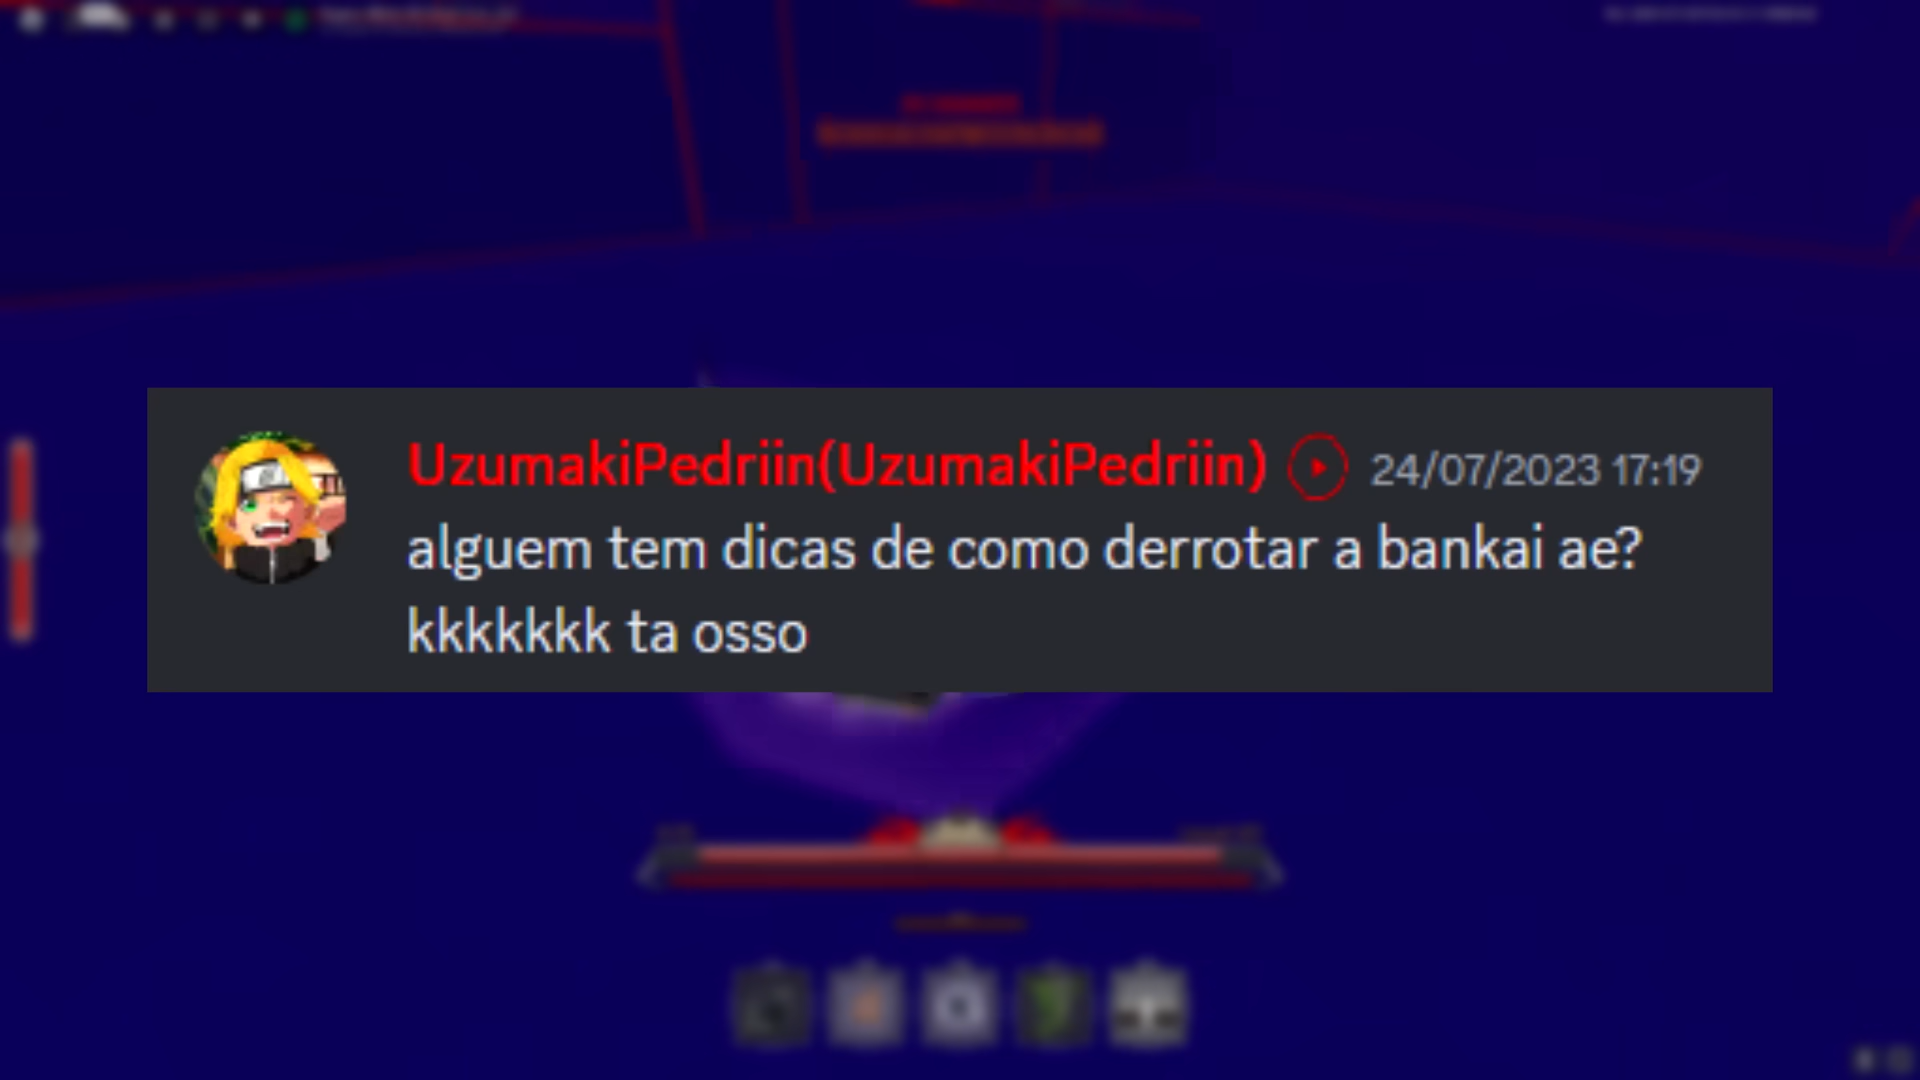 UzumakiPedriin(UzumakiPedriin) 24/07/2023 17:19
alguem tem dicas de como derrotar a bankai ae?
kkkkkkk ta osso